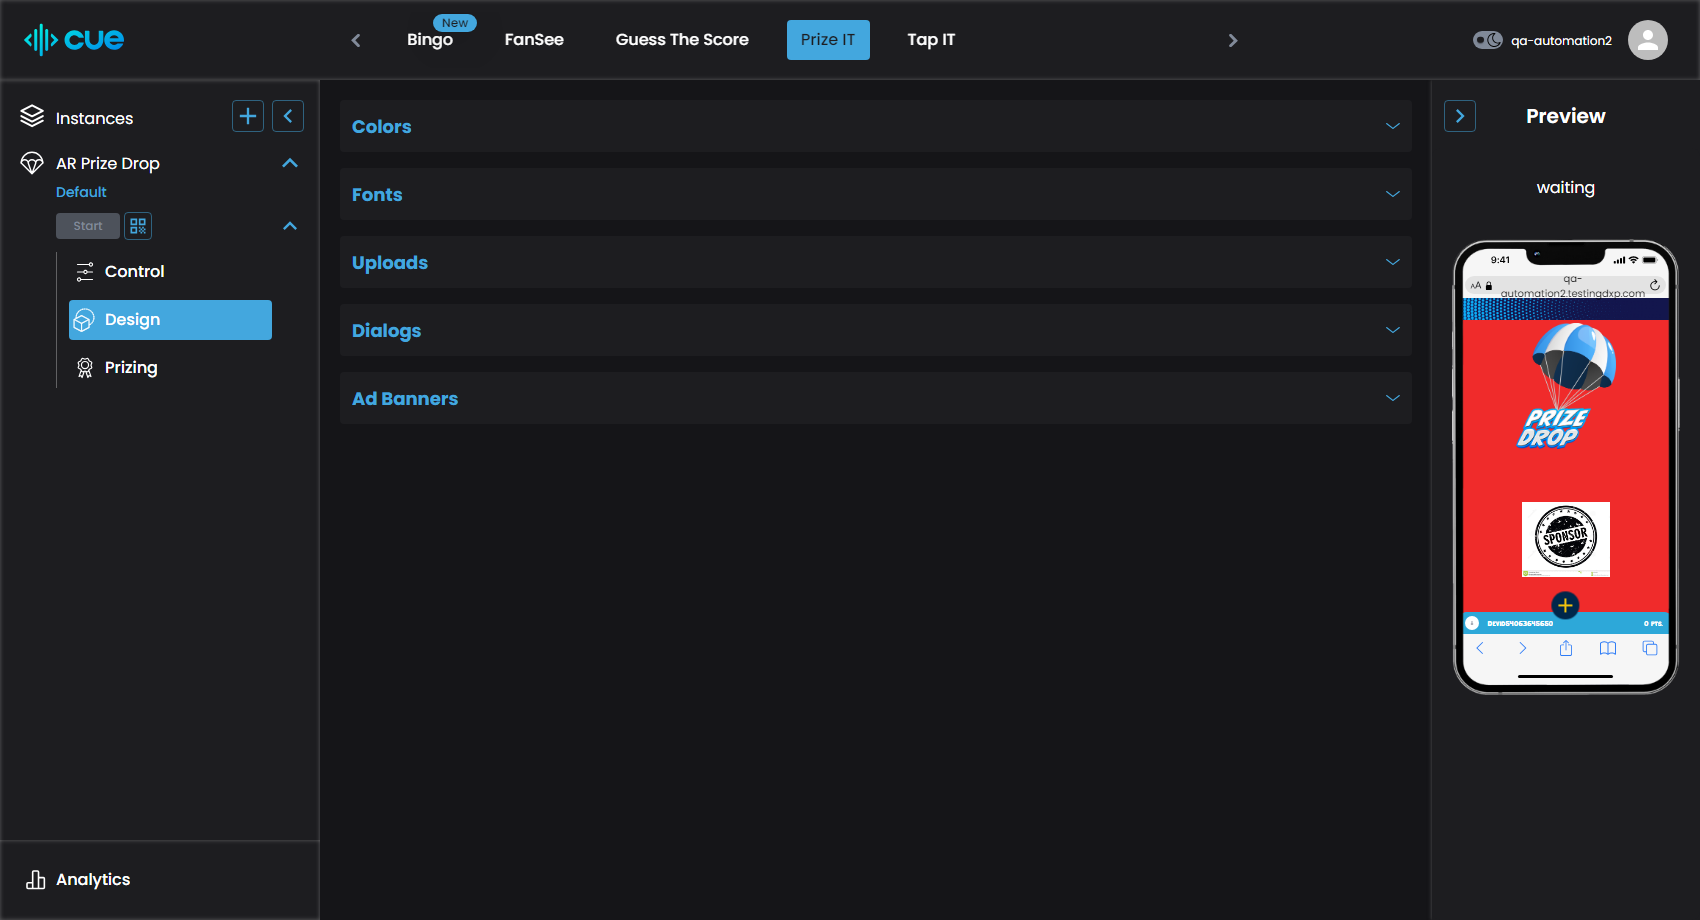 cue
New
Bingo
FanSee
Guess The Score
Prize IT
Tap IT
qa-automation2
Instances
AR Prize Drop
Default
Start
Control
Design
Prizing
Analytics
Colors
Fonts
Uploads
Dialogs
Ad Banners
Preview
waiting
9:41
AA
qa-
automation2.testingdxp.com
PRIZE
DROP
SPONSOR
0 PTS.